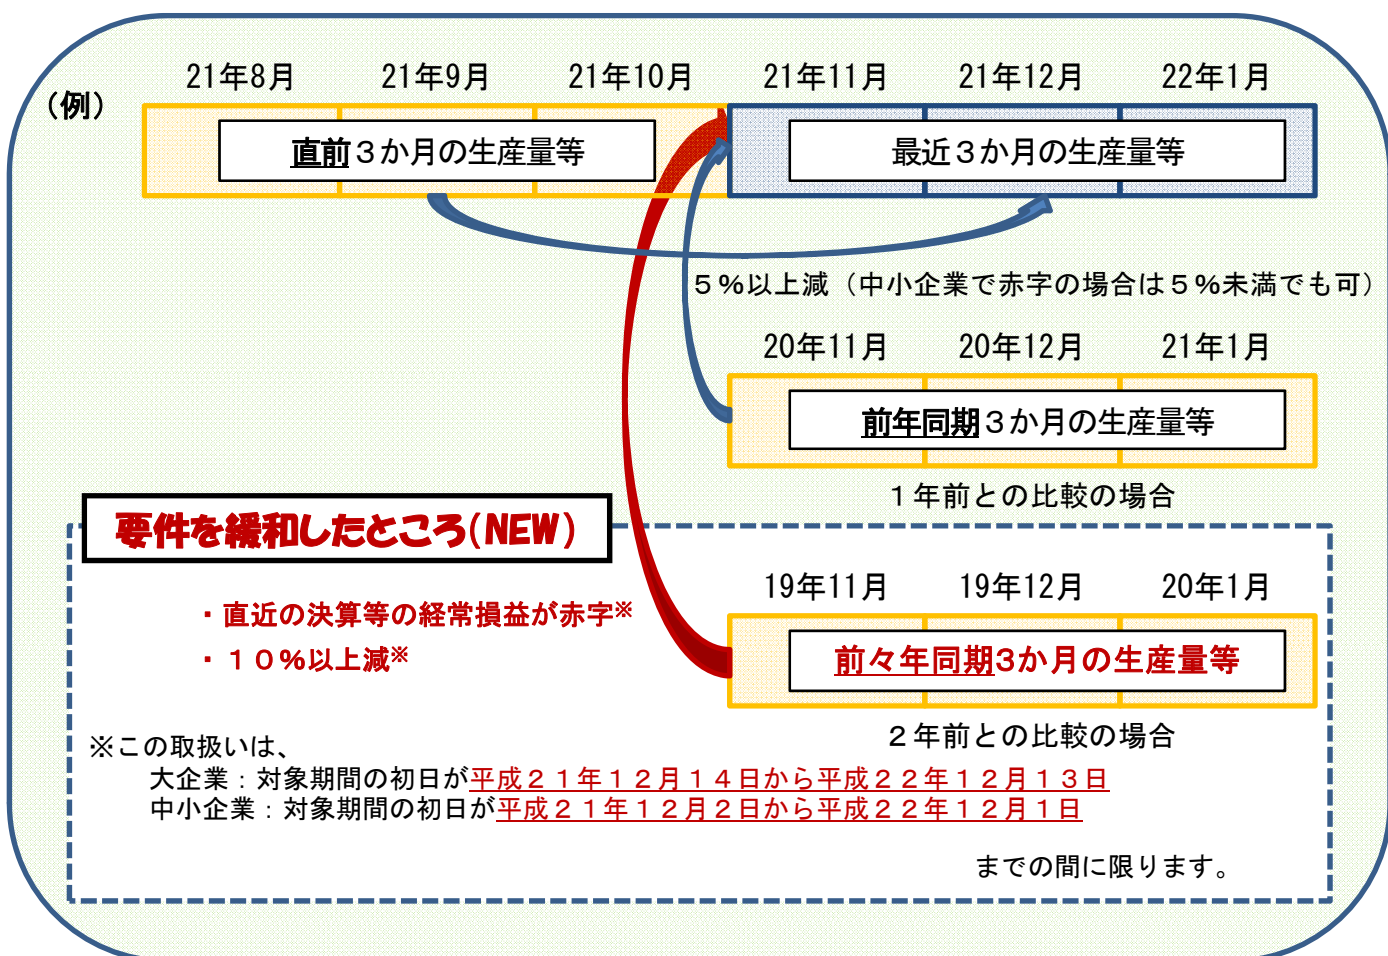 21年8月 21年9月 21年10月 21年11月 21年12月 22年1月
(例)
直前３か月の生産量等 最近３か月の生産量等
５％以上減（中小企業で赤字の場合は５％未満でも可）
20年11月 20年12月 21年1月
前年同期３か月の生産量等
１年前との比較の場合
要件を緩和したところ(NEW)
19年11月 19年12月 20年1月
・直近の決算等の経常損益が赤字※
・１０％以上減※
前々年同期3か月の生産量等
２年前との比較の場合
※この取扱いは、
大企業：対象期間の初日が平成２１年１２月１４日から平成２２年１２月１３日
中小企業：対象期間の初日が平成２１年１２月２日から平成２２年１２月１日
までの間に限ります。